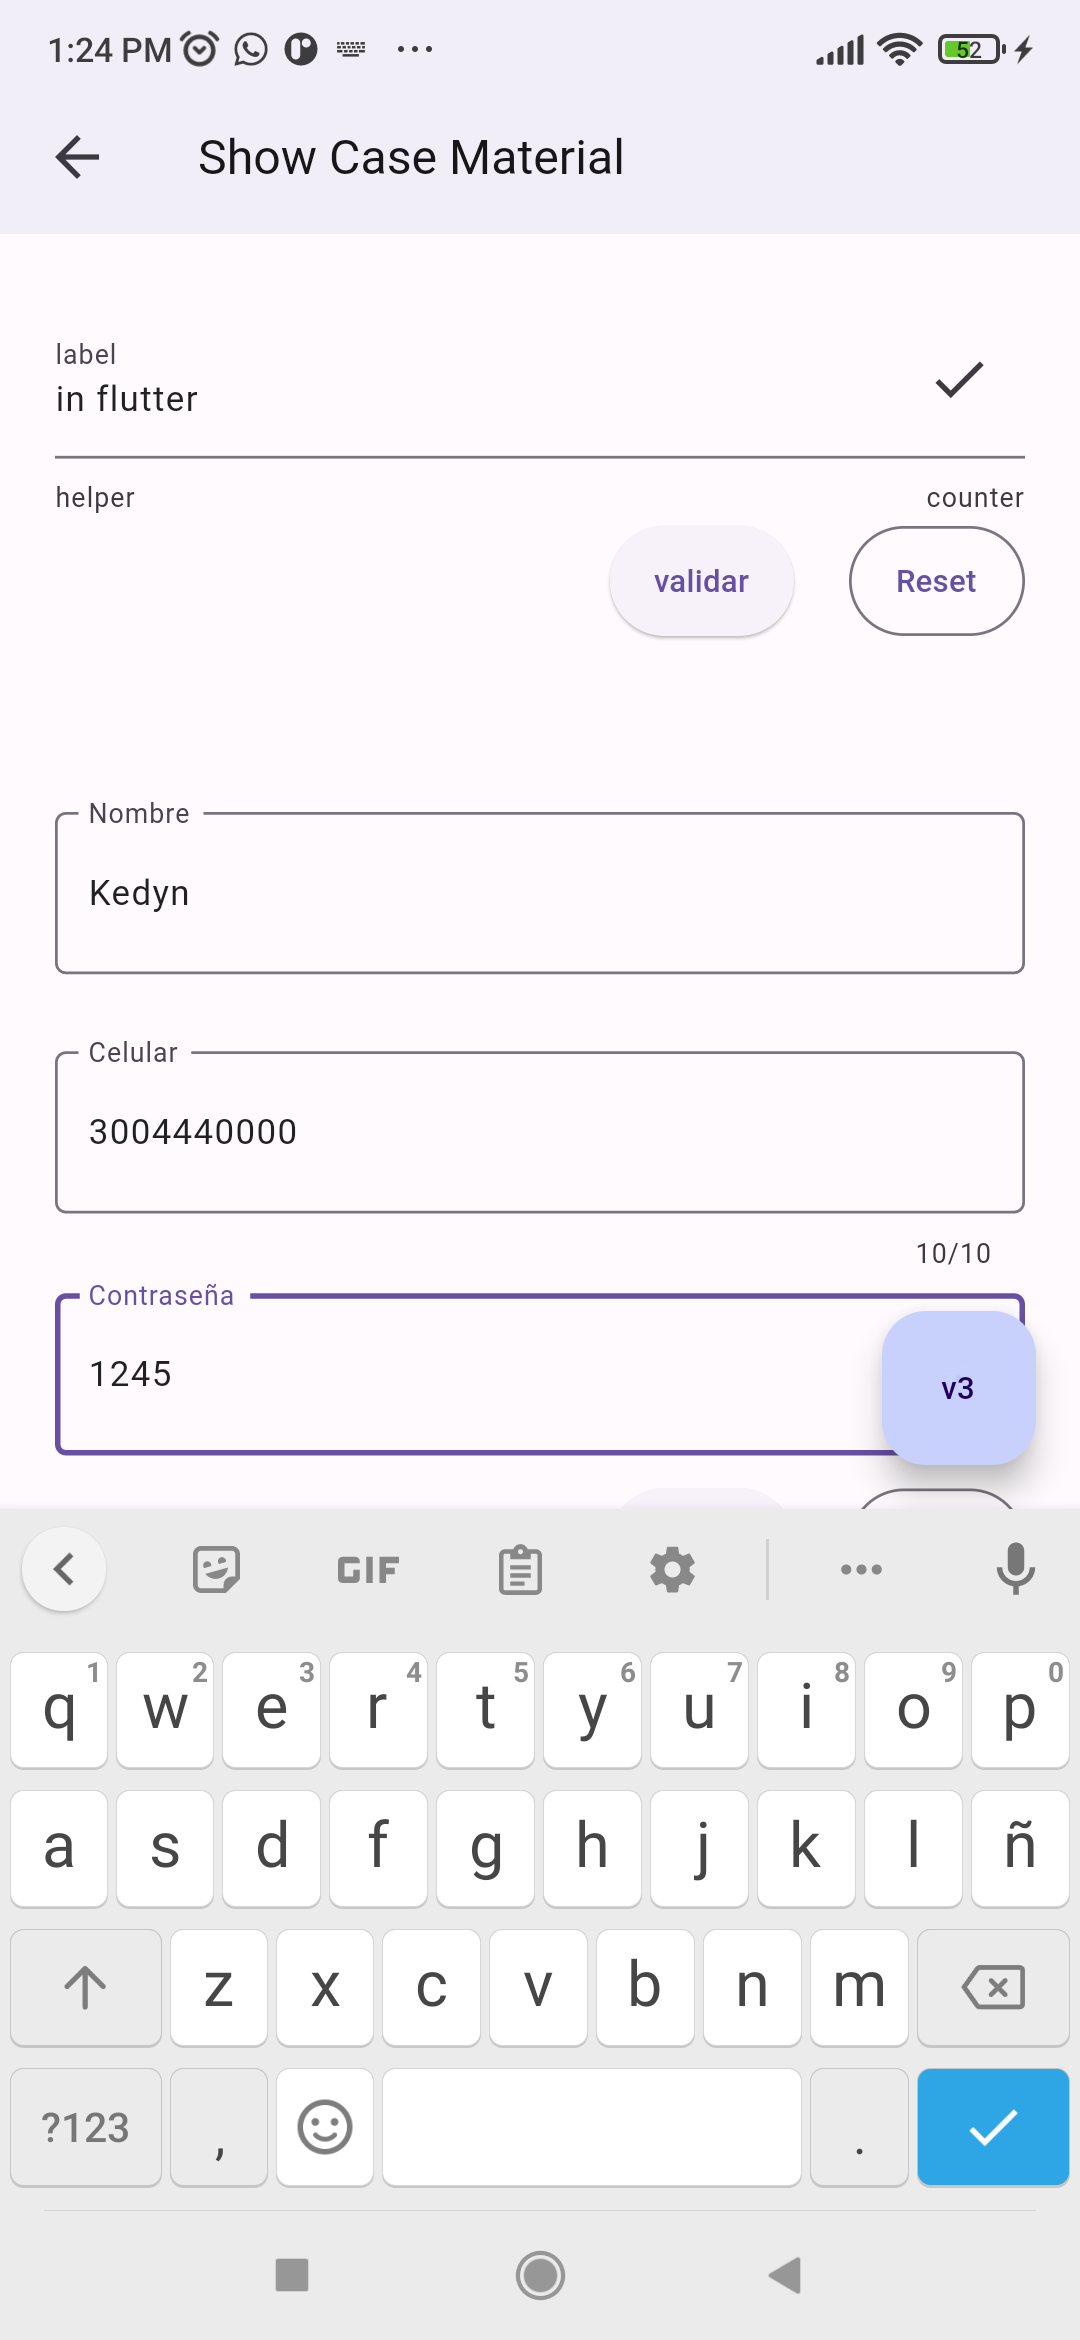 1:24 PM
52
Show Case Material
label
in flutter
helper
counter
validar
Reset
Nombre
Kedyn
Celular
3004440000
10/10
Contraseña
1245
v3
GIF
q 1 w 2 e 3 r 4 t 5 y 6 u 7 i 8 o 9 p 0
a s d f g h j k l ñ
z x c v b n m
?123 , .